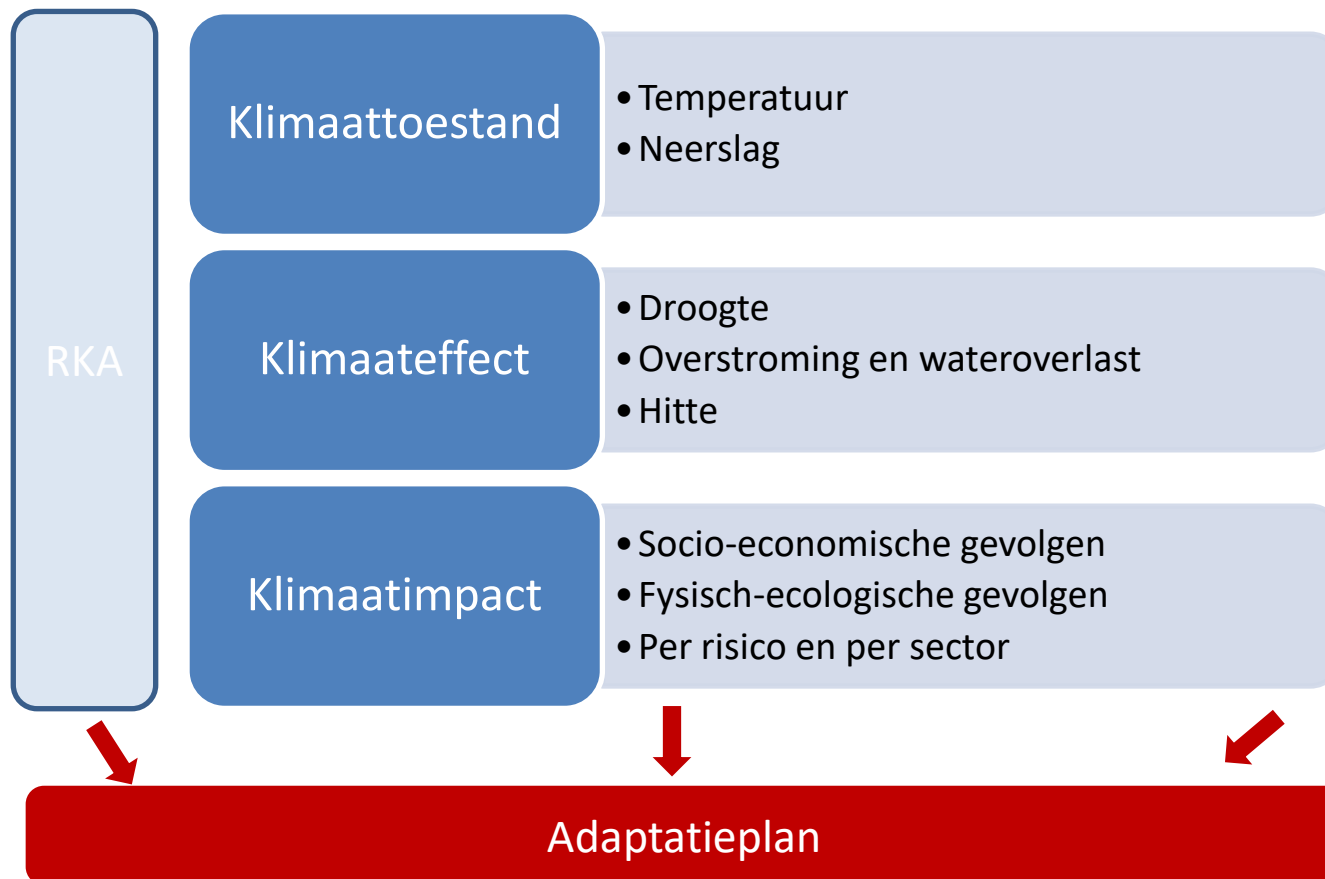 RKA
Klimaattoestand
• Temperatuur
• Neerslag
Klimaateffect
• Droogte
• Overstroming en wateroverlast
• Hitte
Klimaatimpact
• Socio-economische gevolgen
• Fysisch-ecologische gevolgen
• Per risico en per sector
Adaptatieplan